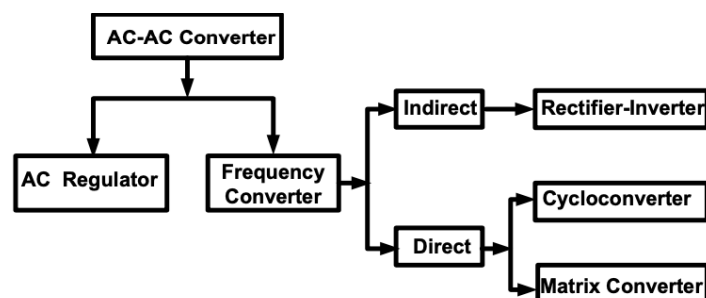 AC-AC Converter
AC Regulator
Frequency
Converter
Indirect
Rectifier-Inverter
Direct
Cycloconverter
Matrix Converter